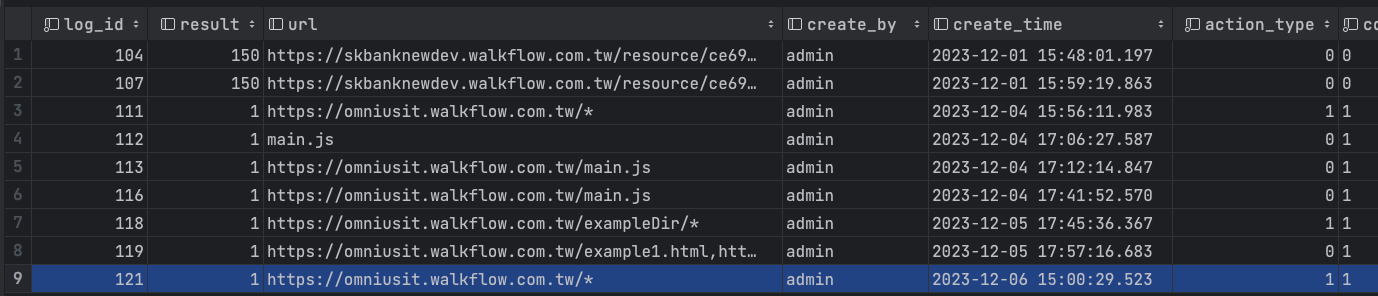 log_id result url create_by create_time action_type co
1 104 150 https://skbanknewdev.walkflow.com.tw/resource/ce69… admin 2023-12-01 15:48:01.197 0 0
2 107 150 https://skbanknewdev.walkflow.com.tw/resource/ce69… admin 2023-12-01 15:59:19.863 0 0
3 111 1 https://omniusit.walkflow.com.tw/* admin 2023-12-04 15:56:11.983 1 1
4 112 1 main.js admin 2023-12-04 17:06:27.587 0 1
5 113 1 https://omniusit.walkflow.com.tw/main.js admin 2023-12-04 17:12:14.847 0 1
6 116 1 https://omniusit.walkflow.com.tw/main.js admin 2023-12-04 17:41:52.570 0 1
7 118 1 https://omniusit.walkflow.com.tw/exampleDir/* admin 2023-12-05 17:45:36.367 1 1
8 119 1 https://omniusit.walkflow.com.tw/example1.html,htt… admin 2023-12-05 17:57:16.683 0 1
9 121 1 https://omniusit.walkflow.com.tw/* admin 2023-12-06 15:00:29.523 1 1